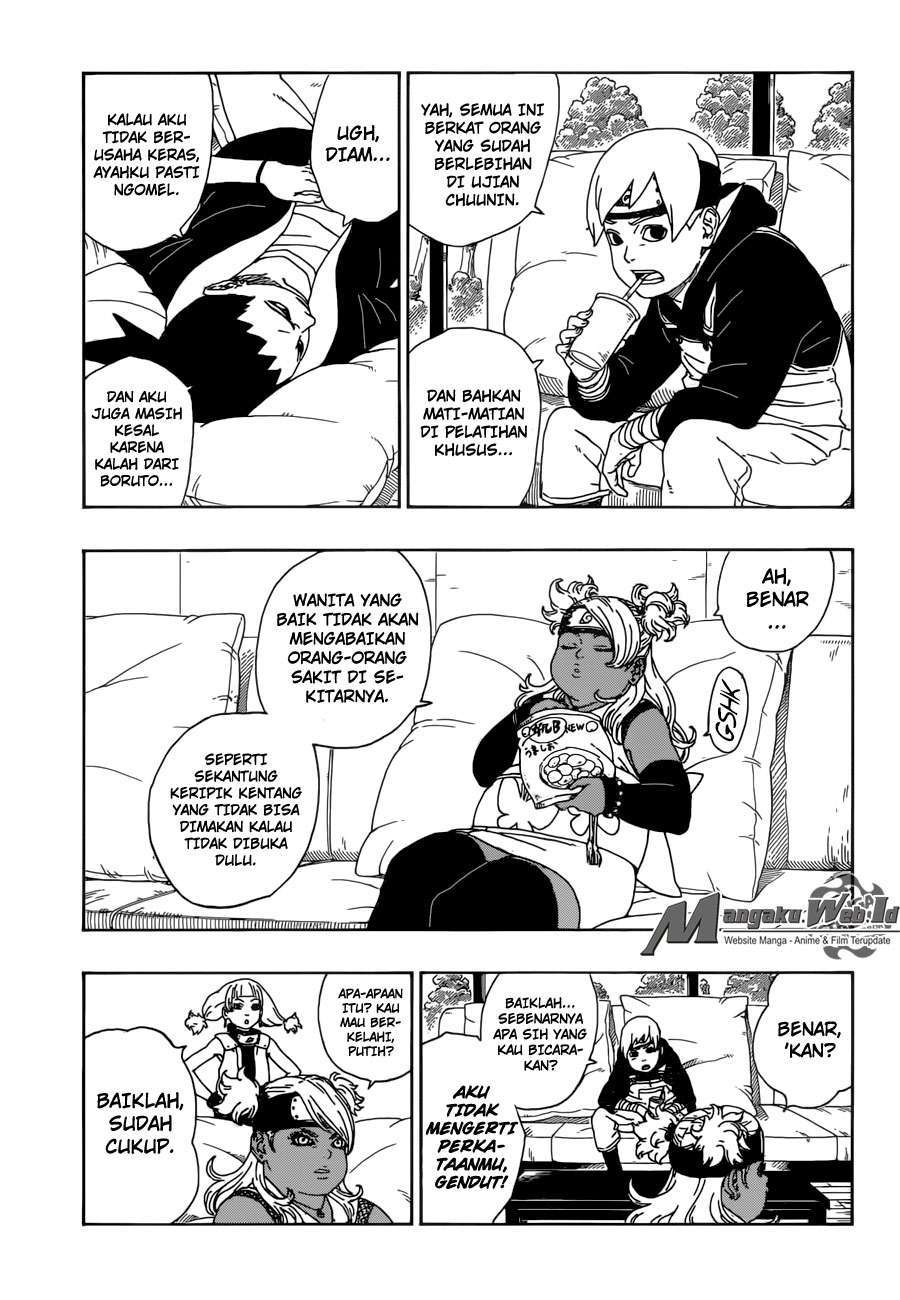 YAH, SEMUA INI
BERKAT ORANG
YANG SUDAH
BERLEBIHAN
DI UJIAN
CHUUNIN.
DAN BAHKAN
MATI-MATIAN
DI PELATIHAN
KHUSUS...
UGH,
DIAM...
KALAU AKU
TIDAK BER-
USAHA KERAS,
AYAHKU PASTI
NGOMEL.
DAN AKU
JUGA MASIH
KESAL
KARENA
KALAH DARI
BORUTO...
AH,
BENAR
...
GSHK
NEW
うましお
WANITA YANG
BAIK TIDAK AKAN
MENGABAIKAN
ORANG-ORANG
SAKIT DI SE-
KITARNYA.
SEPERTI
SEKANTUNG
KERIPIK KENTANG
YANG TIDAK BISA
DIMAKAN KALAU
TIDAK DIBUKA
DULU.
Mangaku.Web.Id
Website Manga - Anime & Film Terupdate
BENAR,
'KAN?
BAIKLAH...
SEBENARNYA
APA SIH YANG
KAU BICARA-
KAN?
AKU
TIDAK
MENGERTI
PERKA-
TAANMU,
GENDUT!
APA-APAAN
ITU? KAU
MAU BER-
KELAHI,
PUTIH?
BAIKLAH,
SUDAH
CUKUP.